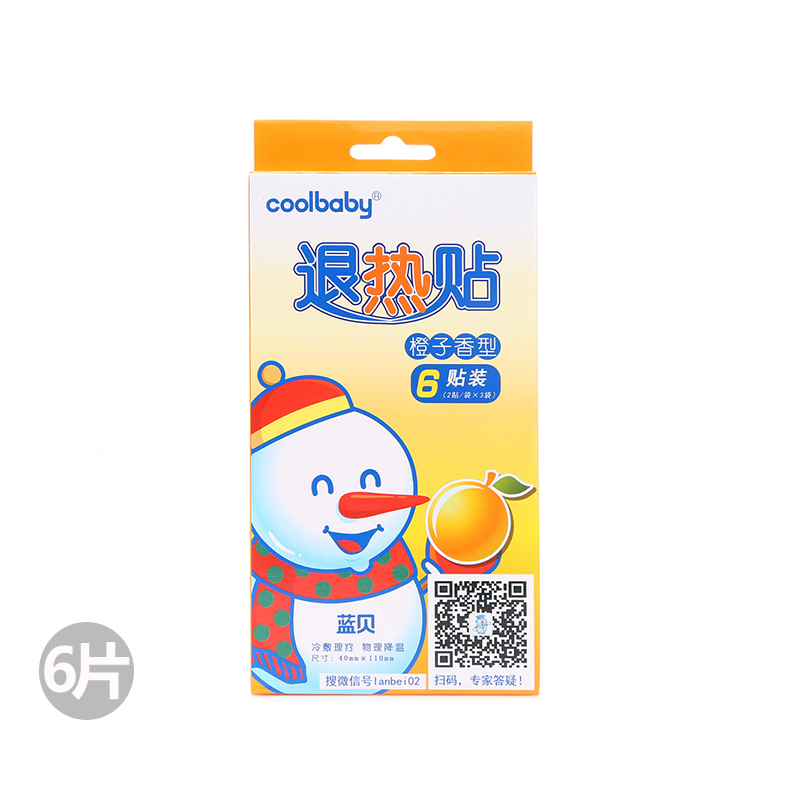 coolbaby®
退热贴
橙子香型
6贴装
(2贴/袋×3袋)
蓝贝
冷敷理疗 物理降温
尺寸：40mm×110mm
搜微信号lanbei02
扫码，专家答疑！
6片